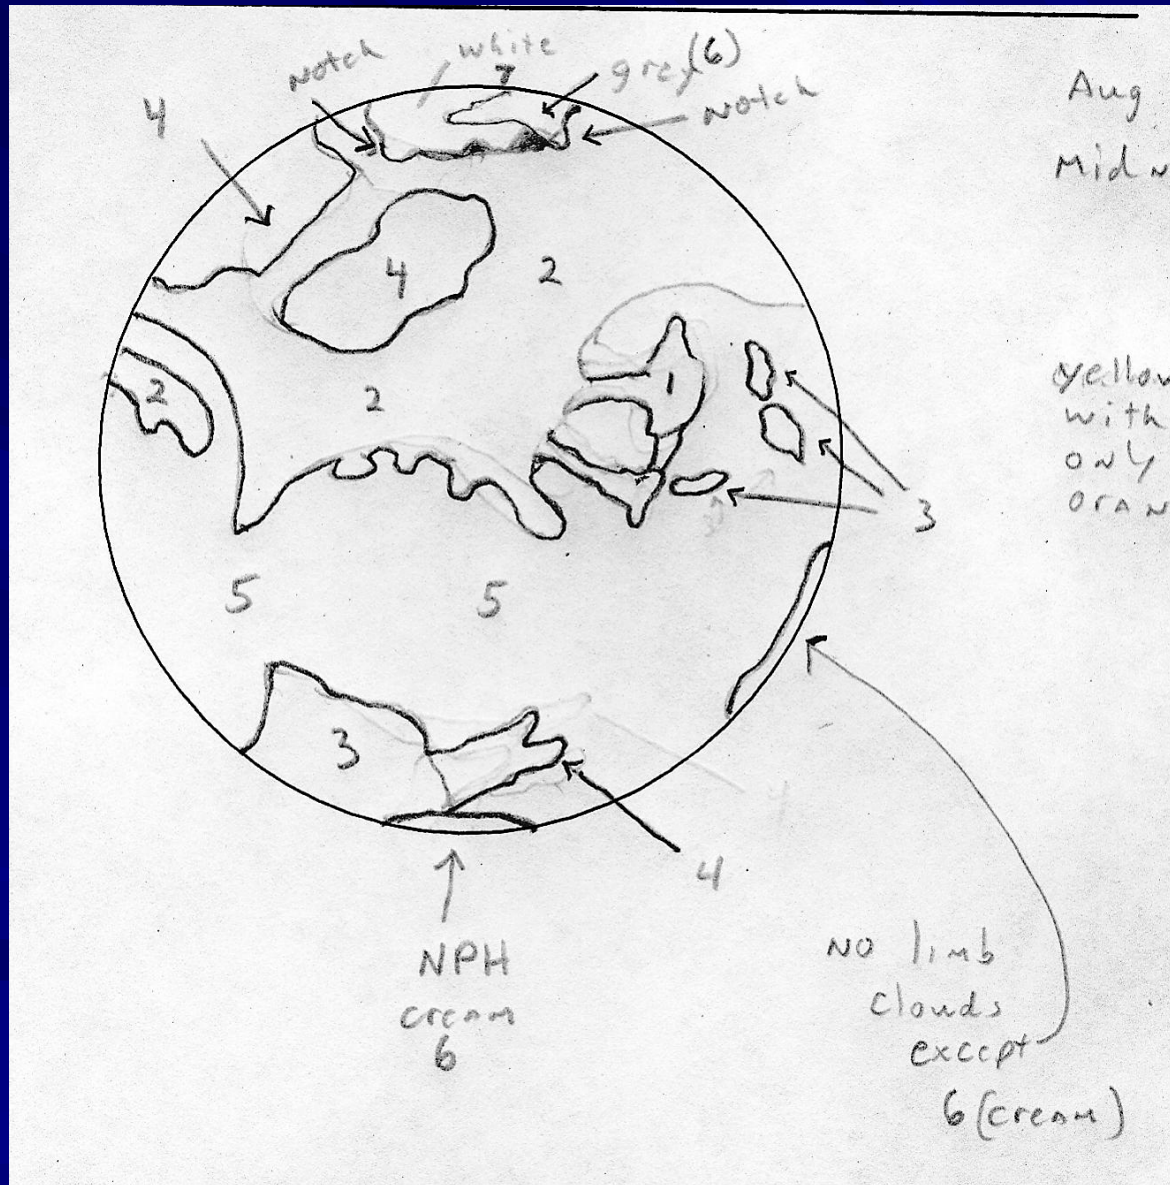 white
7
Notch
grey (6)
Notch
4
Aug
Mid N
4
2
2
2
1
3
yellow
with
only
oran
5
5
3
4
4
NPH
cream
6
No limb
clouds
except
6 (cream)